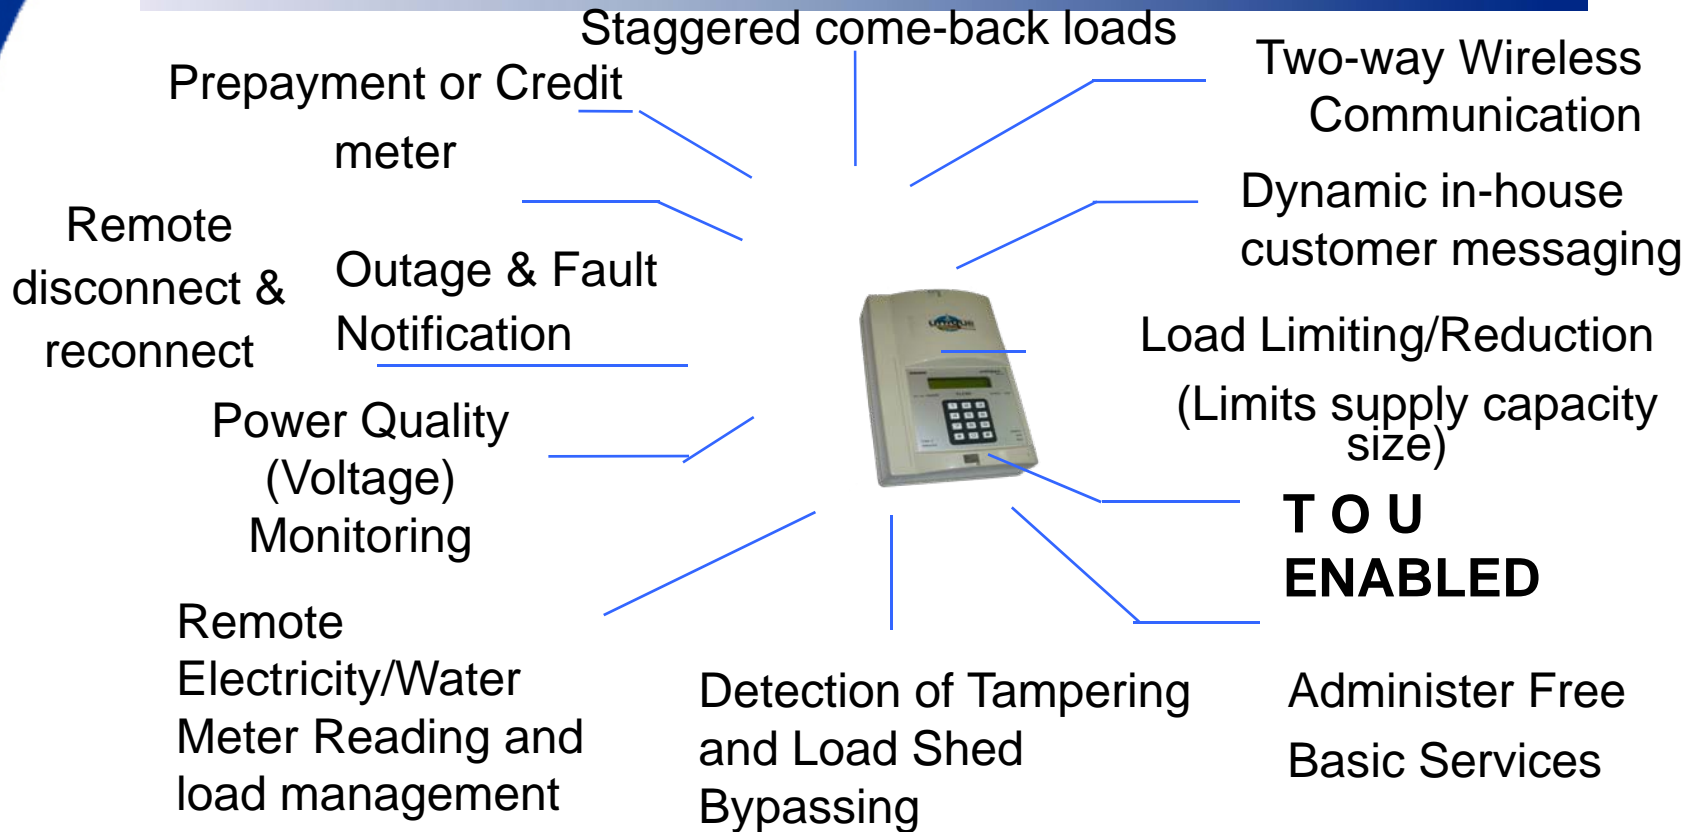 Staggered come-back loads
Prepayment or Credit
meter
Two-way Wireless
Communication
Dynamic in-house
customer messaging
Remote
disconnect &
reconnect
Outage & Fault
Notification
Load Limiting/Reduction
(Limits supply capacity
size)
Power Quality
(Voltage)
Monitoring
T O U
ENABLED
Remote
Electricity/Water
Meter Reading and
load management
Detection of Tampering
and Load Shed
Bypassing
Administer Free
Basic Services